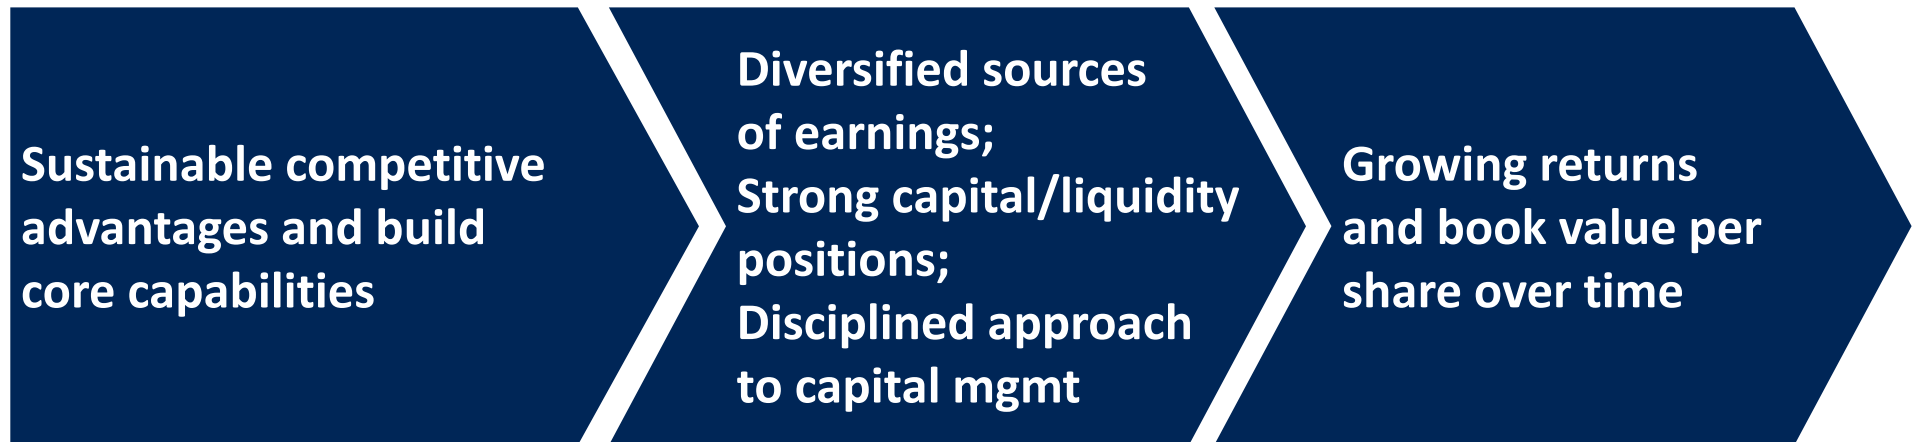 Sustainable competitive
advantages and build
core capabilities
Diversified sources
of earnings;
Strong capital/liquidity
positions;
Disciplined approach
to capital mgmt
Growing returns
and book value per
share over time